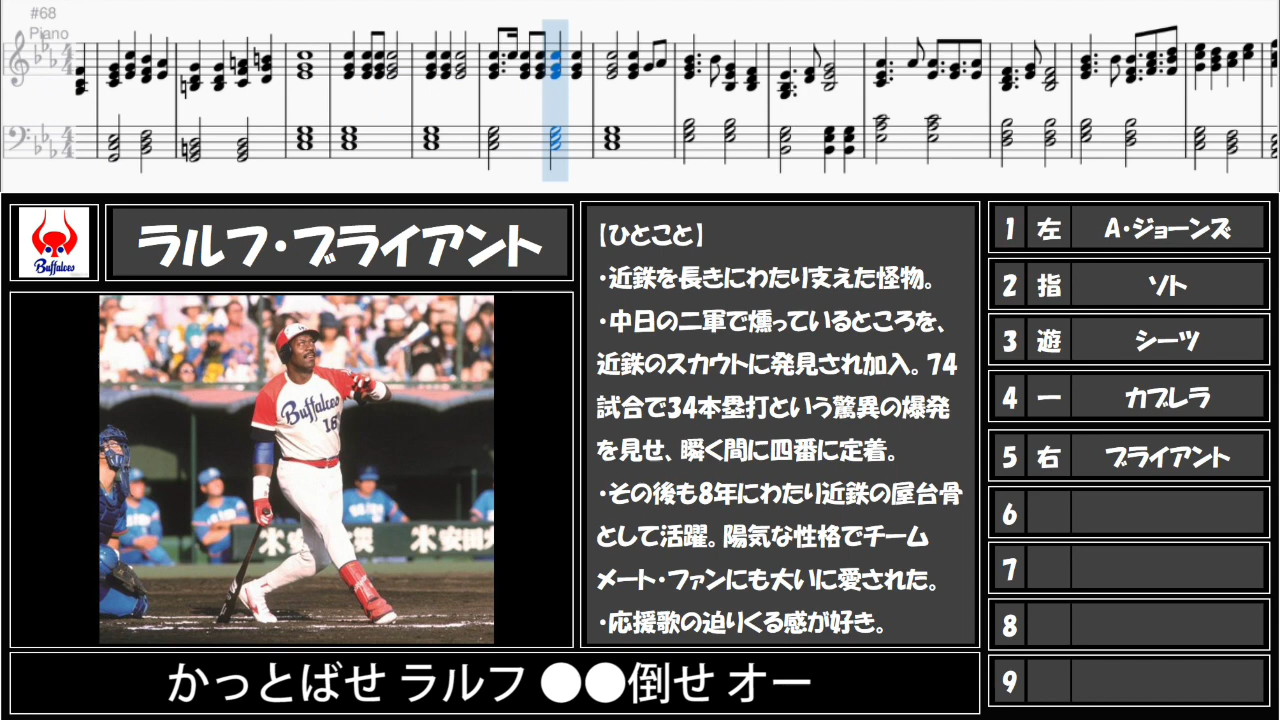 #68
Piano
Buffaloes
ラルフ・ブライアント
Buffaloes
16
【ひとこと】
・近鉄を長きにわたり支えた怪物。
・中日の二軍で燻っているところを、
近鉄のスカウトに発見され加入。74
試合で34本塁打という驚異の爆発
を見せ、瞬く間に四番に定着。
・その後も8年にわたり近鉄の屋台骨
として活躍。陽気な性格でチーム
メート・ファンにも大いに愛された。
・応援歌の迫りくる感が好き。
1 左 A・ジョーンズ
2 指 ソト
3 遊 シーツ
4 一 カブレラ
5 右 ブライアント
6
7
8
9
かっとばせ ラルフ ●●倒せ オー